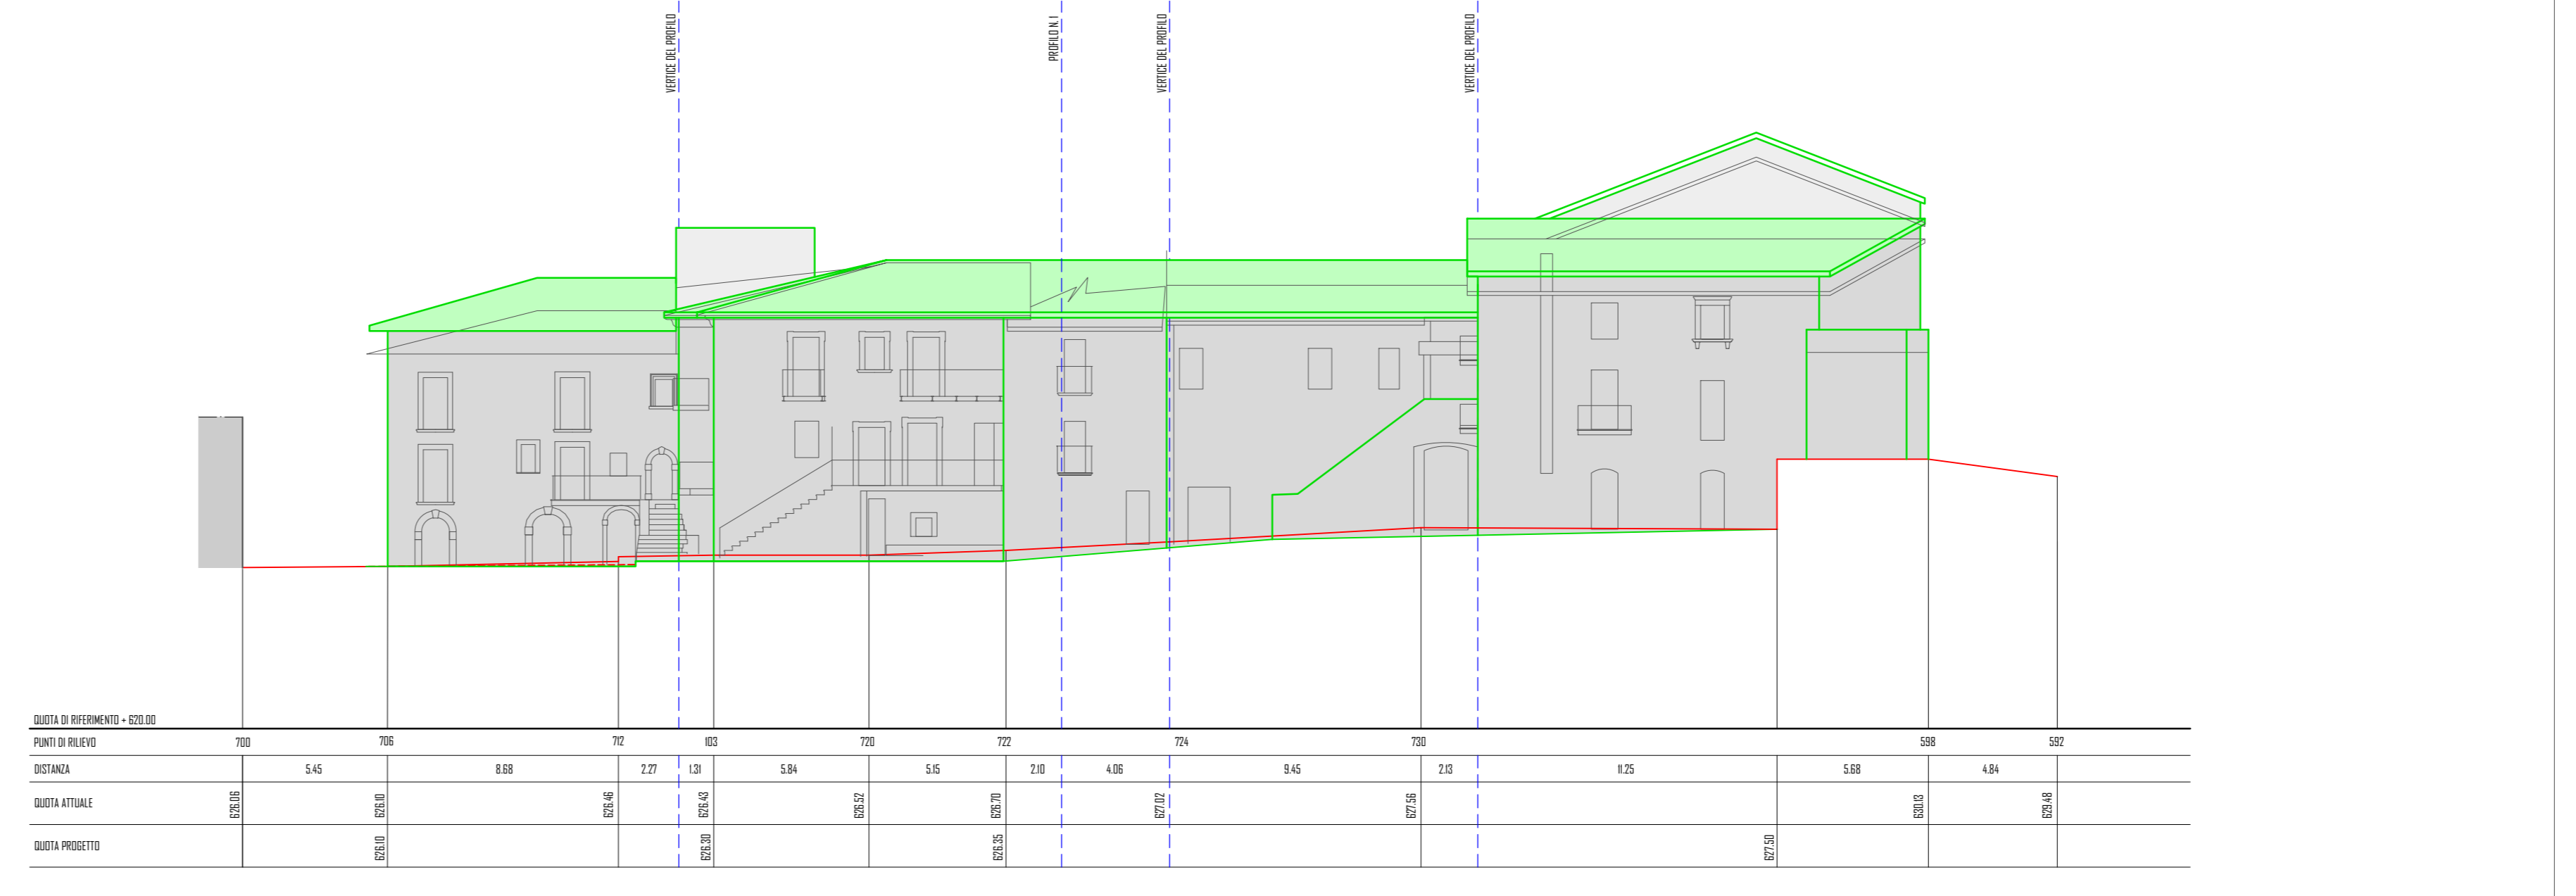 VERTICE DEL PROFILO
PROFILO N. 1
VERTICE DEL PROFILO
VERTICE DEL PROFILO
QUOTA DI RIFERIMENTO + 620.00
PUNTI DI RILIEVO 700 706 712 103 720 722 724 730 598 592
DISTANZA 5.45 8.68 2.27 1.31 5.84 5.15 2.10 4.06 9.45 2.13 11.25 5.68 4.84
QUOTA ATTUALE 626.06 626.10 626.46 626.43 626.52 626.70 627.02 627.56 630.13 629.48
QUOTA PROGETTO 626.10 626.30 626.35 627.50